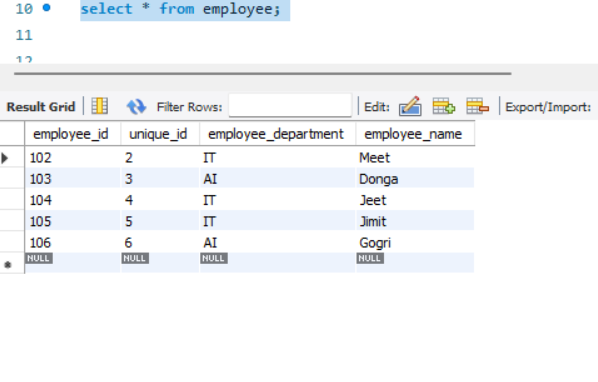 10 select * from employee;
11
12
Result Grid Filter Rows: Edit: Export/Import:
employee_id unique_id employee_department employee_name
102 2 IT Meet
103 3 AI Donga
104 4 IT Jeet
105 5 IT Jimit
106 6 AI Gogri
NULL NULL NULL NULL